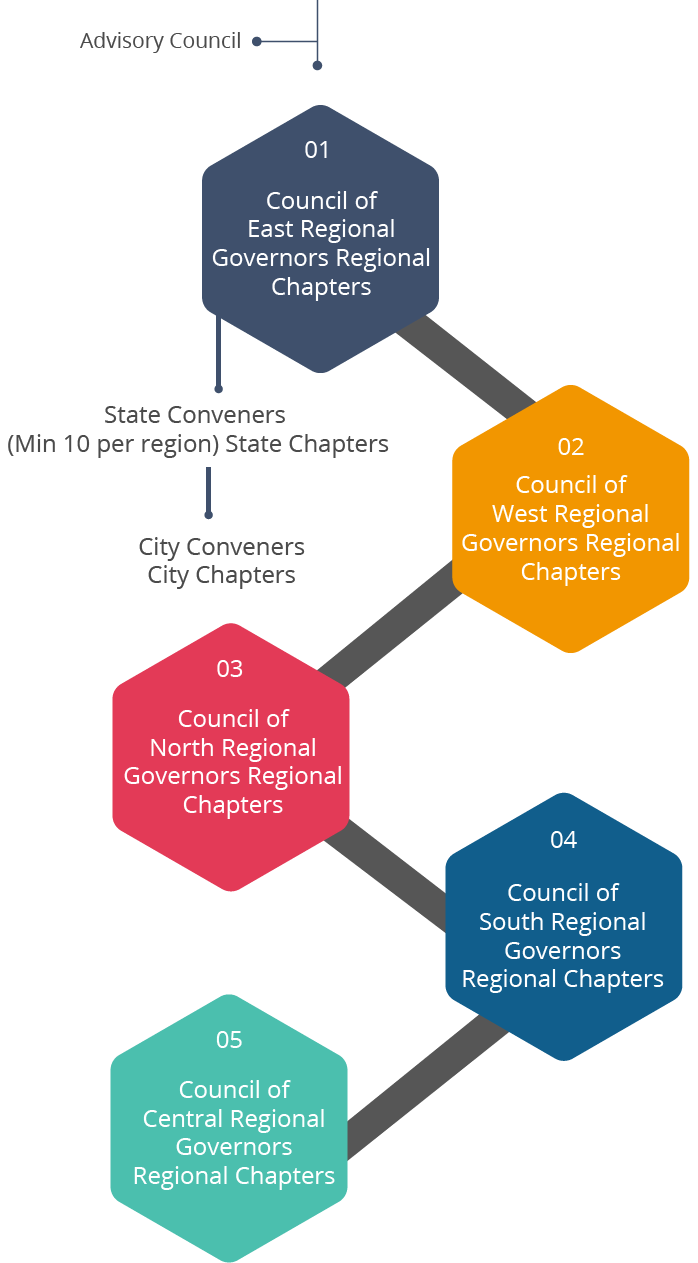 Advisory Council
01
Council of
East Regional
Governors Regional
Chapters
State Conveners
(Min 10 per region) State Chapters
02
Council of
West Regional
Governors Regional
Chapters
City Conveners
City Chapters
03
Council of
North Regional
Governors Regional
Chapters
04
Council of
South Regional
Governors
Regional Chapters
05
Council of
Central Regional
Governors
Regional Chapters